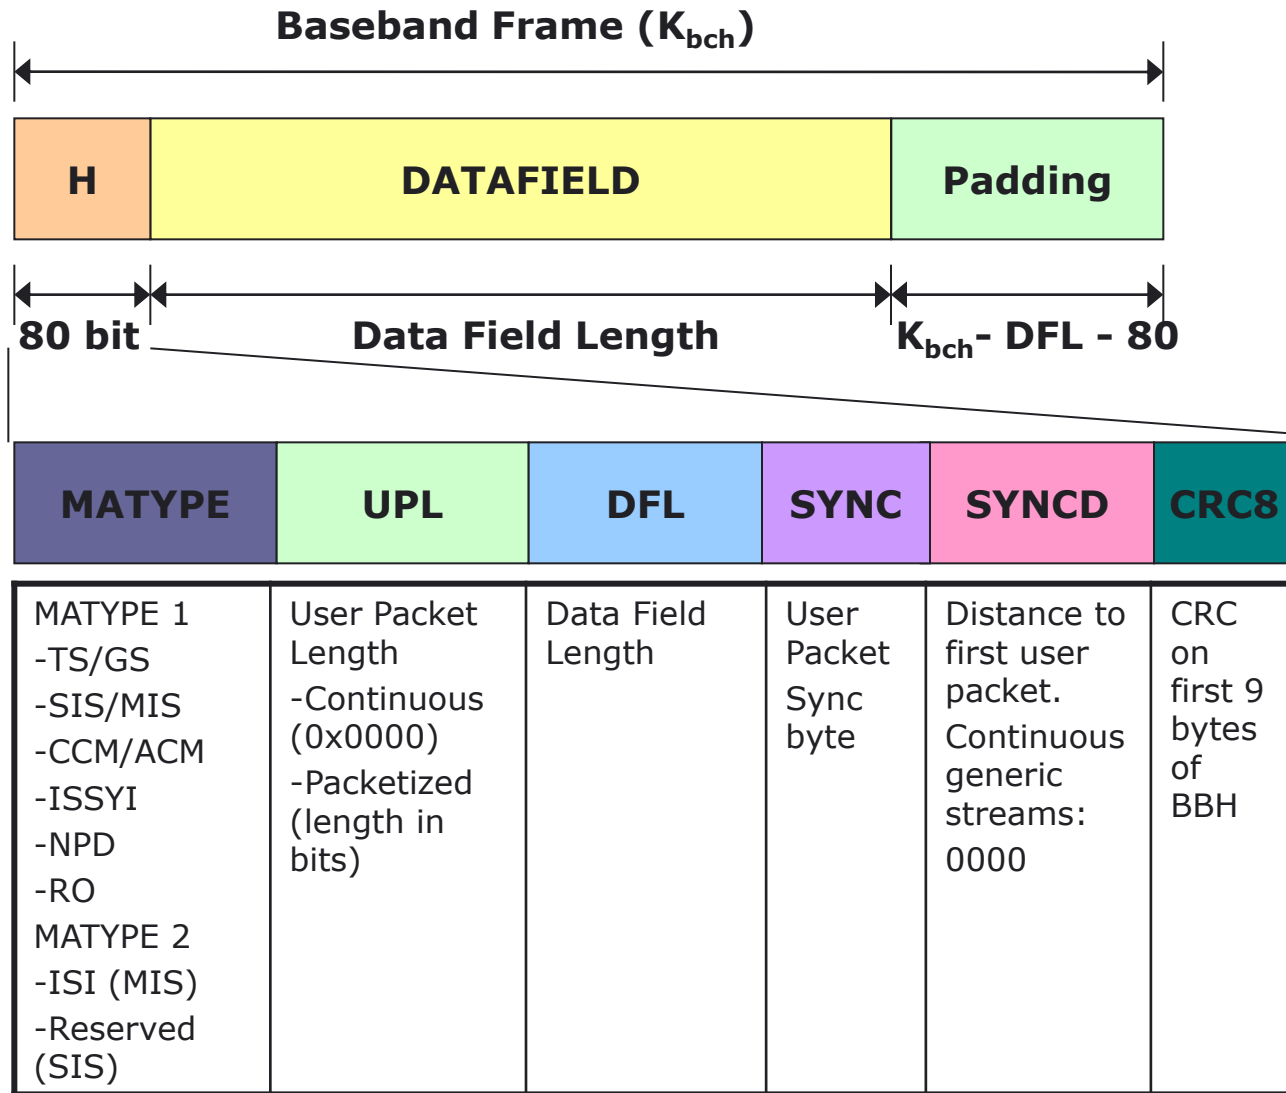 Baseband Frame (Kbch)
H
DATAFIELD
Padding
80 bit
Data Field Length
Kbch- DFL - 80
MATYPE
UPL
DFL
SYNC
SYNCD
CRC8
MATYPE 1
-TS/GS
-SIS/MIS
-CCM/ACM
-ISSYI
-NPD
-RO
MATYPE 2
-ISI (MIS)
-Reserved
(SIS)
User Packet
Length
-Continuous
(0x0000)
-Packetized
(length in
bits)
Data Field
Length
User
Packet
Sync
byte
Distance to
first user
packet.
Continuous
generic
streams:
0000
CRC
on
first 9
bytes
of
BBH